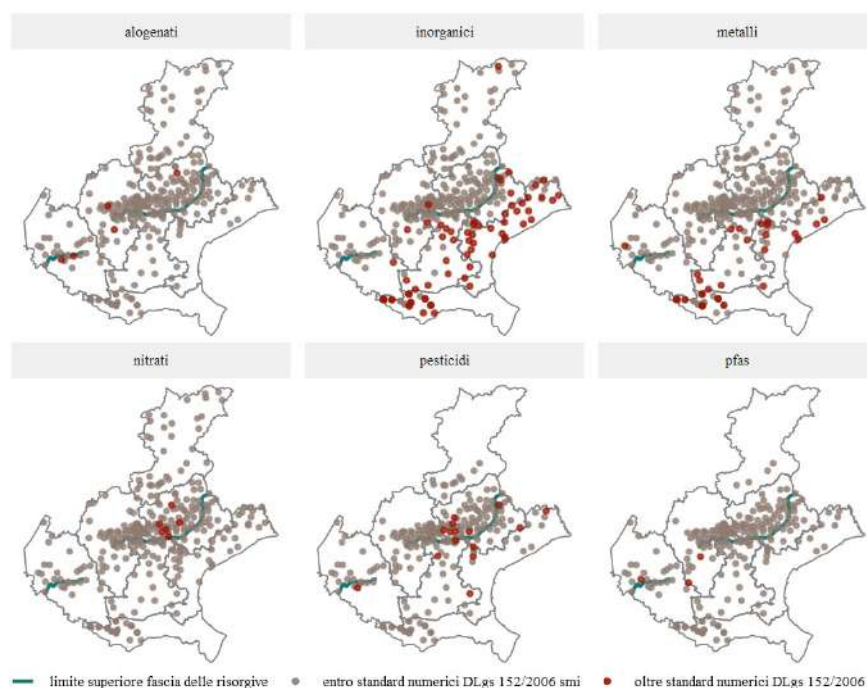 alogenati
inorganici
metalli
nitrati
pesticidi
pfas
limite superiore fascia delle risorgive
entro standard numerici DLgs 152/2006 smi
oltre standard numerici DLgs 152/2006